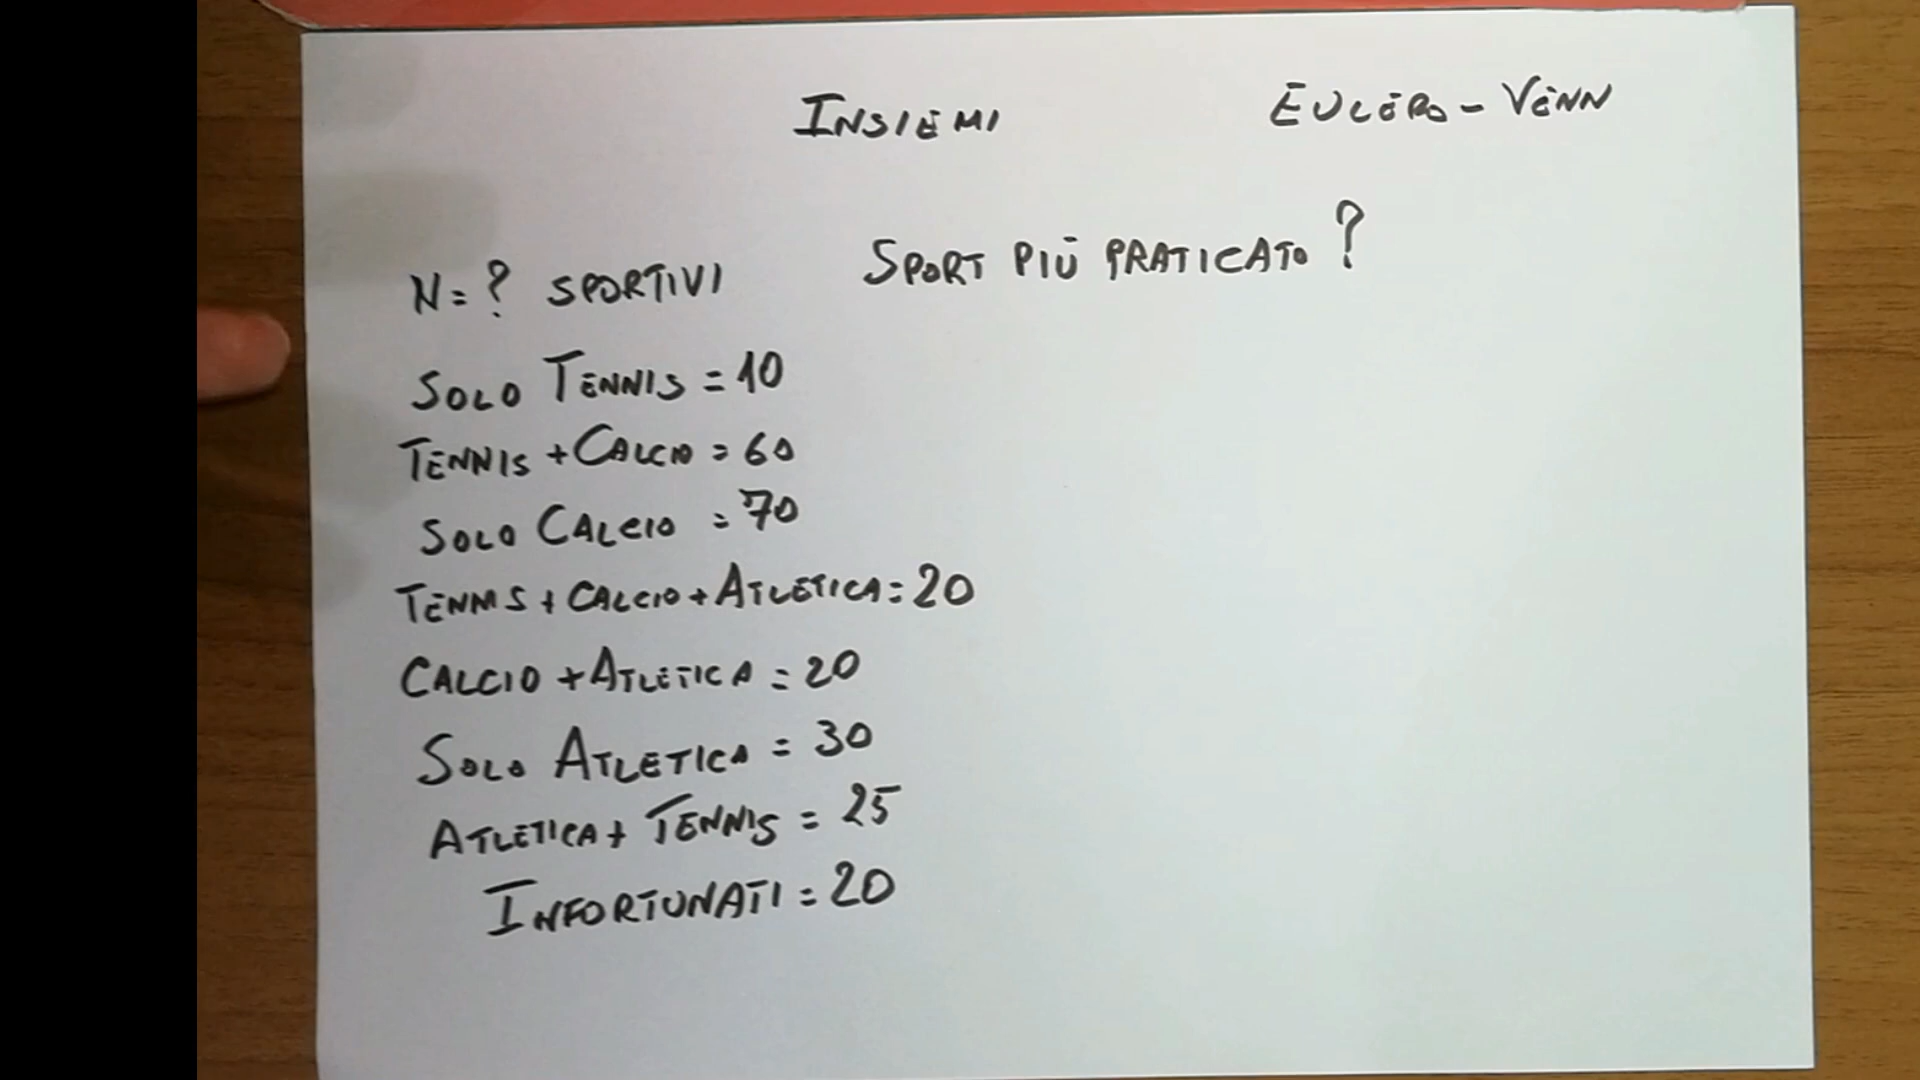 INSIEMI EULERO - VENN
N = ? SPORTIVI SPORT PIÙ PRATICATO ?
SOLO TENNIS = 10
TENNIS + CALCIO = 60
SOLO CALCIO = 70
TENNIS + CALCIO + ATLETICA = 20
CALCIO + ATLETICA = 20
SOLO ATLETICA = 30
ATLETICA + TENNIS = 25
INFORTUNATI = 20